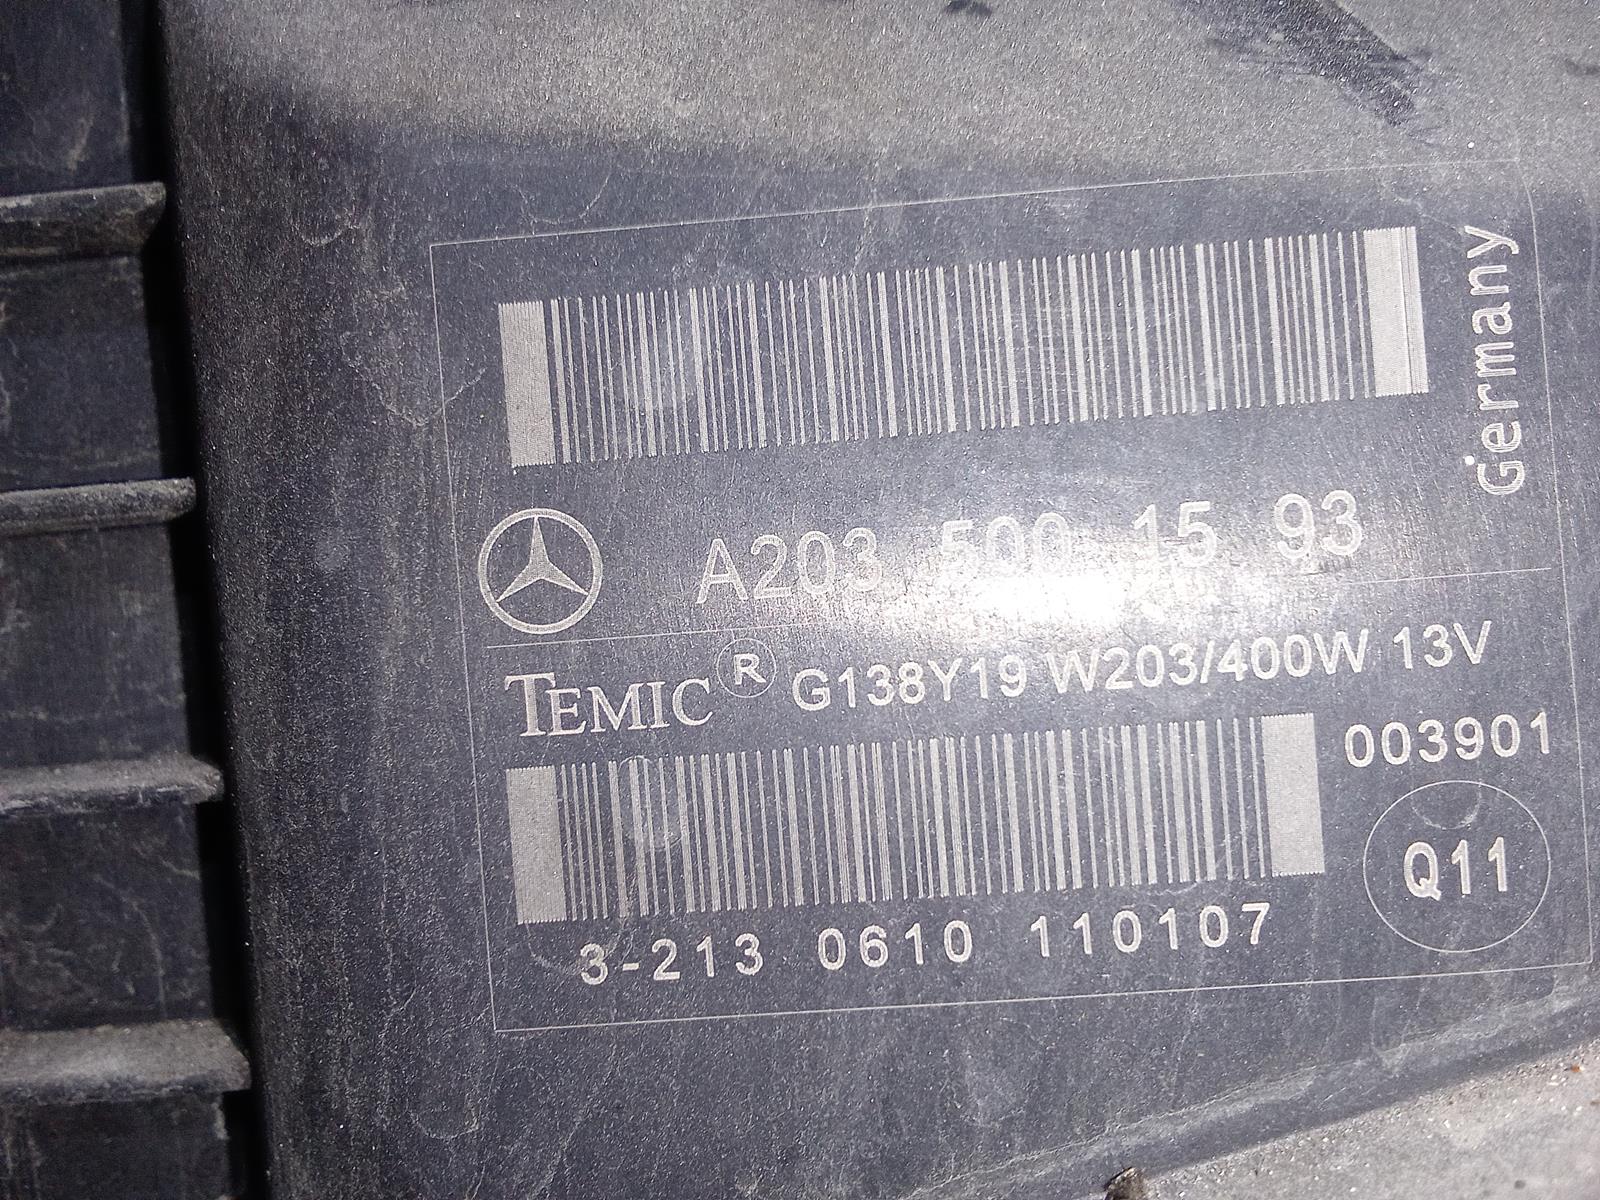 Germany
A203 500 15 93
TEMIC® G138Y19 W203/400W 13V
003901
Q11
3-213 0610 110107